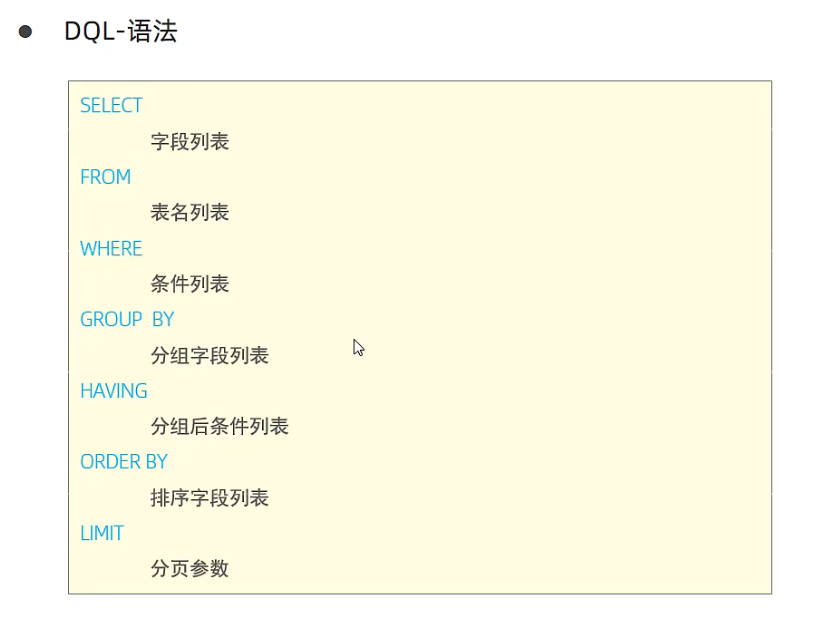 DQL-语法
SELECT
字段列表
FROM
表名列表
WHERE
条件列表
GROUP BY
分组字段列表
HAVING
分组后条件列表
ORDER BY
排序字段列表
LIMIT
分页参数